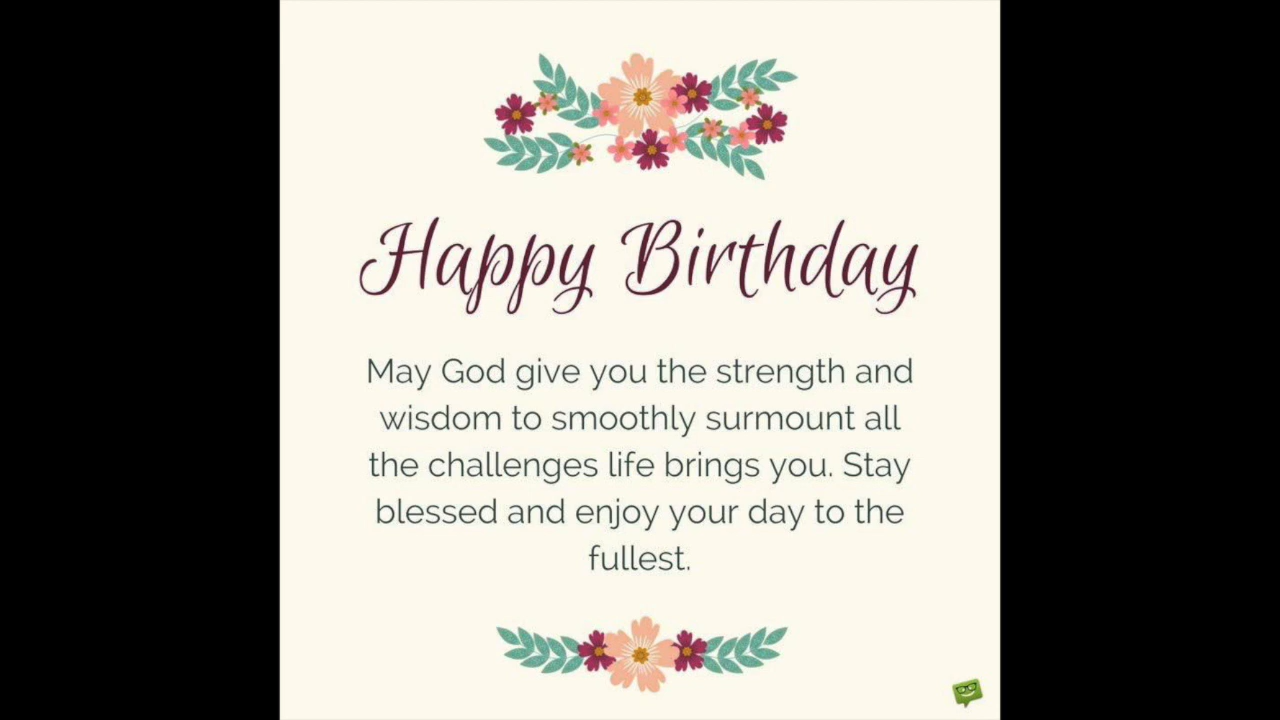 Happy Birthday
May God give you the strength and
wisdom to smoothly surmount all
the challenges life brings you. Stay
blessed and enjoy your day to the
fullest.